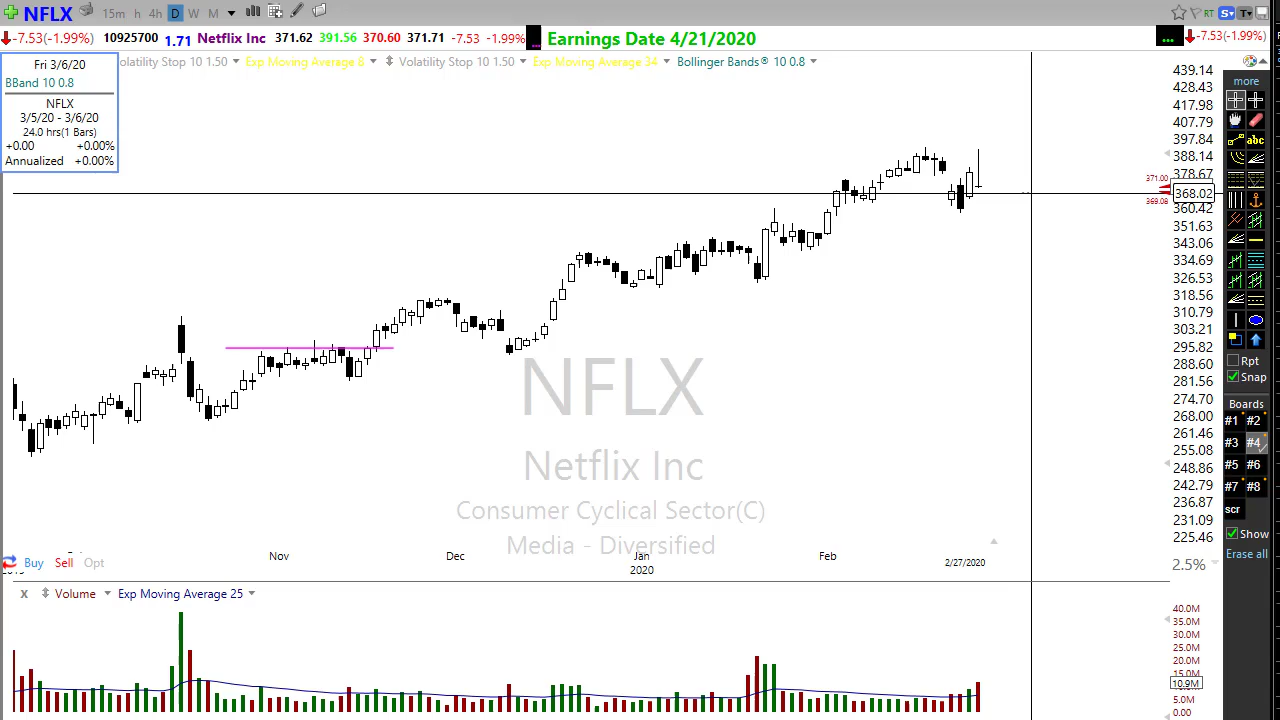 NFLX 15m h 4h D W M RT S T
-7.53(-1.99%) 10925700 1.71 Netflix Inc 371.62 391.56 370.60 371.71 -7.53 -1.99% ... Earnings Date 4/21/2020 ... -7.53(-1.99%)
Fri 3/6/20
BBand 10 0.8
NFLX
3/5/20 - 3/6/20
24.0 hrs(1 Bars)
+0.00 +0.00%
Annualized +0.00%
olatility Stop 10 1.50 Exp Moving Average 8 Volatility Stop 10 1.50 Exp Moving Average 34 Bollinger Bands® 10 0.8
439.14
428.43
417.98
407.79
397.84
388.14
378.67
371.00
368.02
369.08
360.42
351.63
343.06
334.69
326.53
318.56
310.79
303.21
295.82
288.60
281.56
274.70
268.00
261.46
255.08
248.86
242.79
236.87
231.09
225.46
2.5%
more
abc
Rpt
Snap
Boards
#1 #2
#3 #4
#5 #6
#7 #8
scr
Show
Erase all
NFLX
Netflix Inc
Consumer Cyclical Sector(C)
Media - Diversified
Nov Dec Jan Feb
2020 2/27/2020
Buy Sell Opt
x Volume Exp Moving Average 25
40.0M
35.0M
30.0M
25.0M
20.0M
15.0M
10.9M
5.0M
0.00